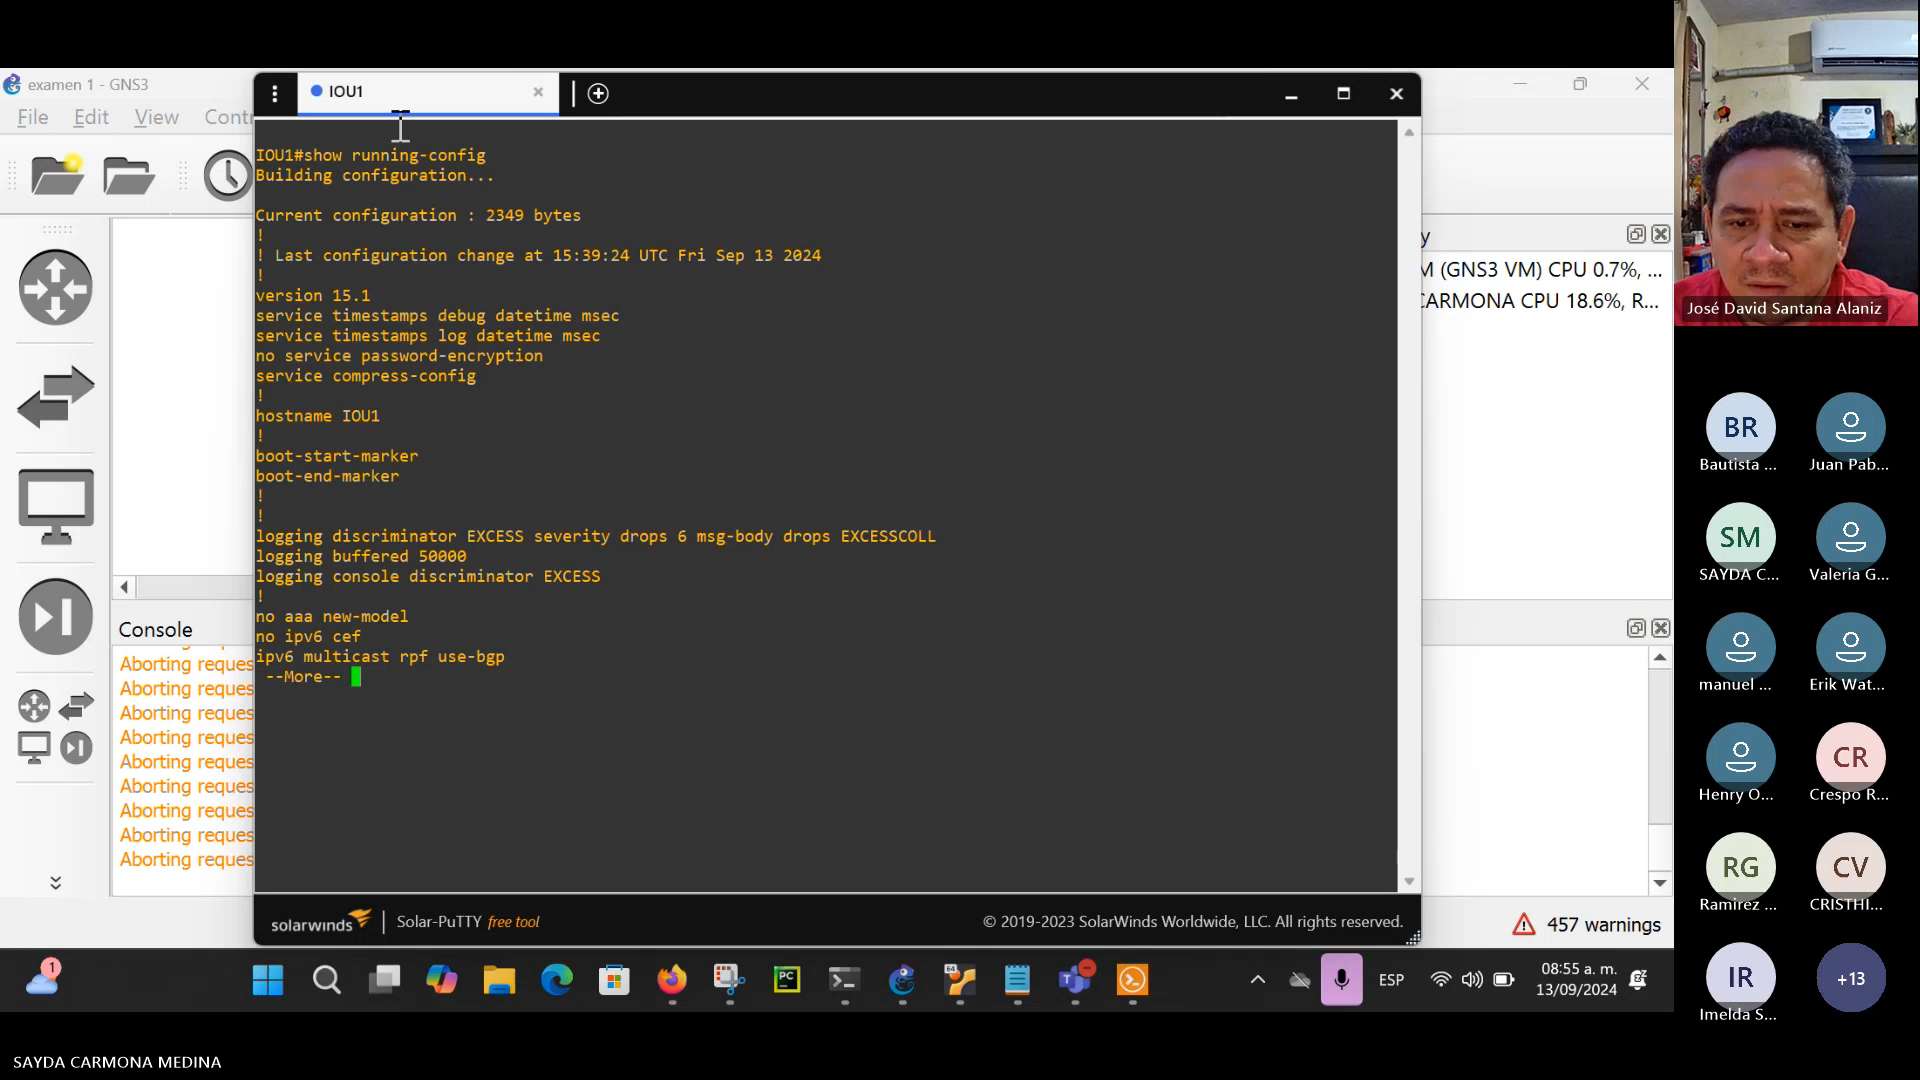 examen 1 - GNS3
File Edit View Contr
IOU1
IOU1#show running-config
Building configuration...
Current configuration : 2349 bytes
!
! Last configuration change at 15:39:24 UTC Fri Sep 13 2024
!
version 15.1
service timestamps debug datetime msec
service timestamps log datetime msec
no service password-encryption
service compress-config
!
hostname IOU1
!
boot-start-marker
boot-end-marker
!
!
logging discriminator EXCESS severity drops 6 msg-body drops EXCESSCOLL
logging buffered 50000
logging console discriminator EXCESS
!
no aaa new-model
no ipv6 cef
ipv6 multicast rpf use-bgp
--More--
solarwinds Solar-PuTTY free tool
© 2019-2023 SolarWinds Worldwide, LLC. All rights reserved.
Console
Aborting reques
Aborting reques
Aborting reques
Aborting reques
Aborting reques
Aborting reques
Aborting reques
Aborting reques
Aborting reques
y
M (GNS3 VM) CPU 0.7%, ...
CARMONA CPU 18.6%, R...
457 warnings
1
64
PC
ESP
08:55 a. m.
13/09/2024
José David Santana Alaniz
BR
Bautista ...
Juan Pab...
SM
SAYDA C...
Valeria G...
manuel ...
Erik Wat...
Henry O...
CR
Crespo R...
RG
Ramirez ...
CV
CRISTHI...
IR
Imelda S...
+13
SAYDA CARMONA MEDINA